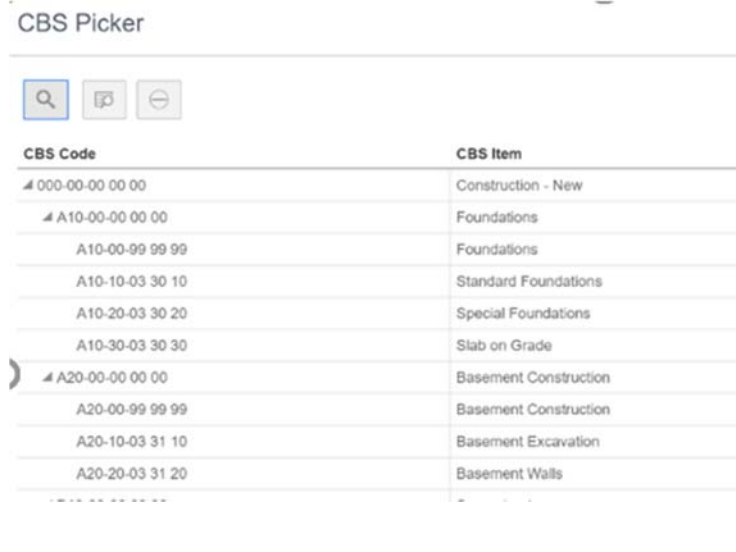 CBS Picker
CBS Code CBS Item
000-00-00 00 00 Construction - New
A10-00-00 00 00 Foundations
A10-00-99 99 99 Foundations
A10-10-03 30 10 Standard Foundations
A10-20-03 30 20 Special Foundations
A10-30-03 30 30 Slab on Grade
A20-00-00 00 00 Basement Construction
A20-00-99 99 99 Basement Construction
A20-10-03 31 10 Basement Excavation
A20-20-03 31 20 Basement Walls